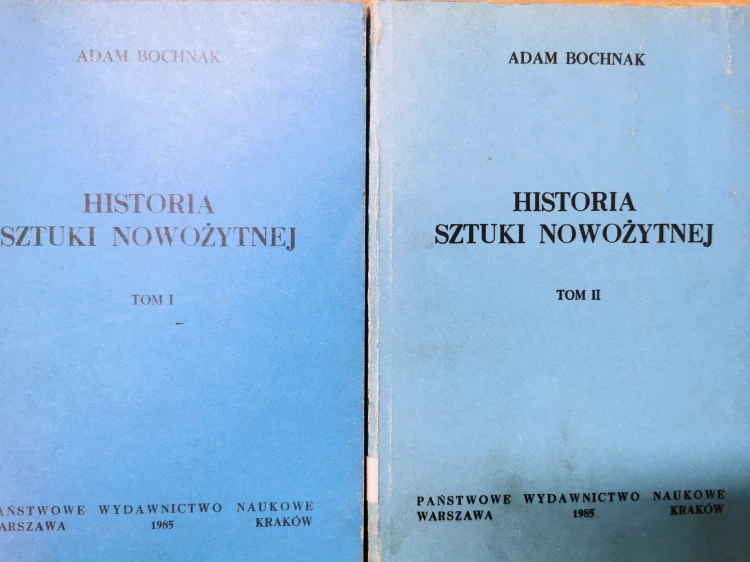 ADAM BOCHNAK
HISTORIA
SZTUKI NOWOŻYTNEJ
TOM I
PAŃSTWOWE WYDAWNICTWO NAUKOWE
WARSZAWA 1985 KRAKÓW
ADAM BOCHNAK
HISTORIA
SZTUKI NOWOŻYTNEJ
TOM II
PAŃSTWOWE WYDAWNICTWO NAUKOWE
WARSZAWA 1985 KRAKÓW